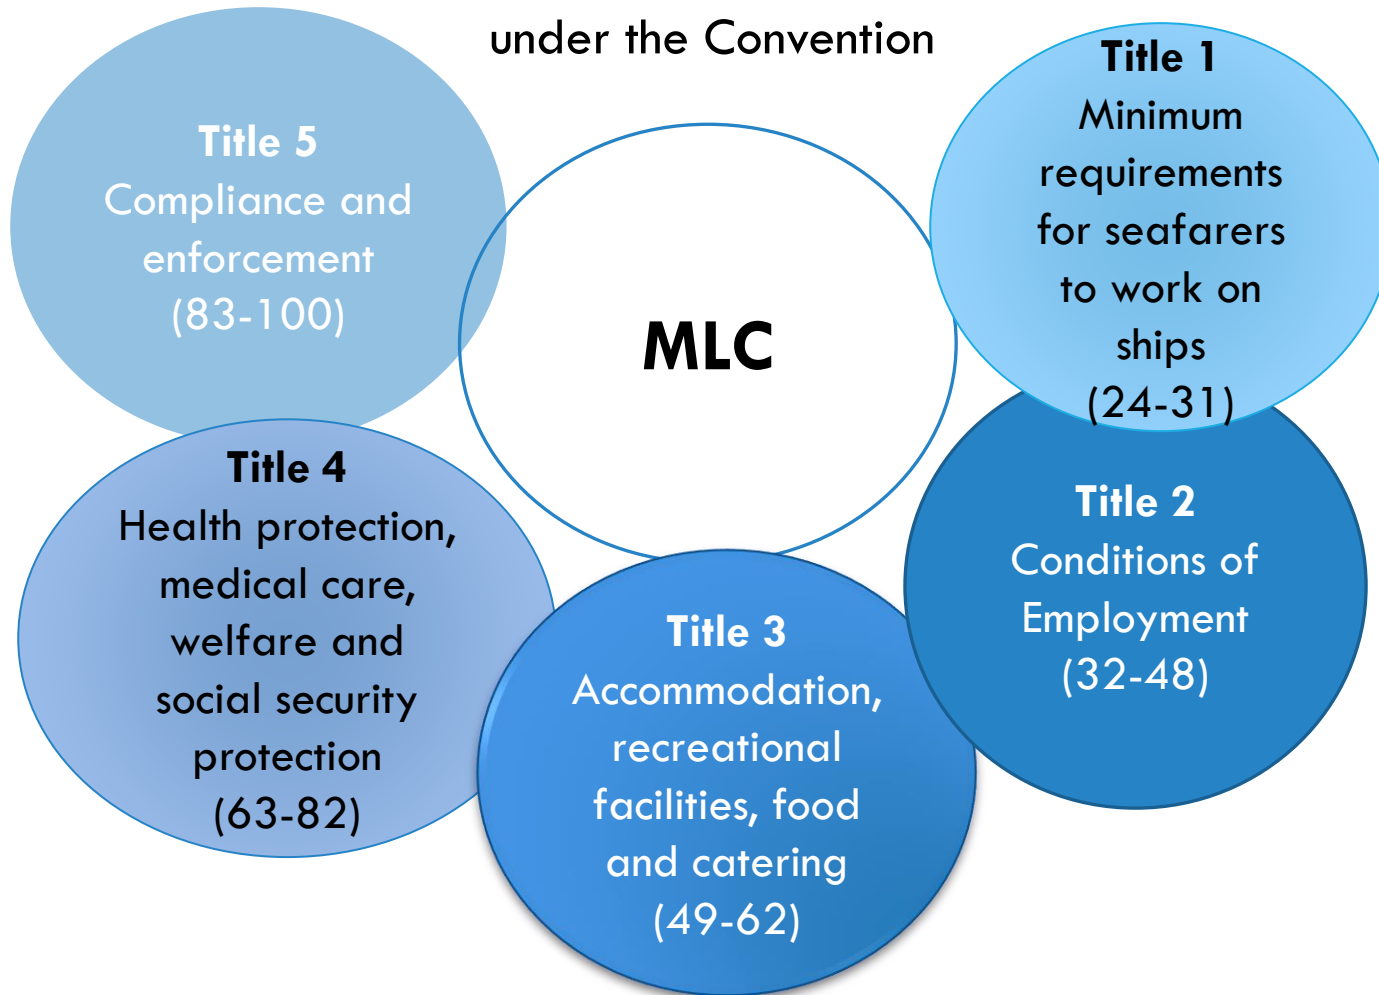 under the Convention
Title 1
Minimum
requirements
for seafarers
to work on
ships
(24-31)
Title 5
Compliance and
enforcement
(83-100)
MLC
Title 4
Health protection,
medical care,
welfare and
social security
protection
(63-82)
Title 2
Conditions of
Employment
(32-48)
Title 3
Accommodation,
recreational
facilities, food
and catering
(49-62)